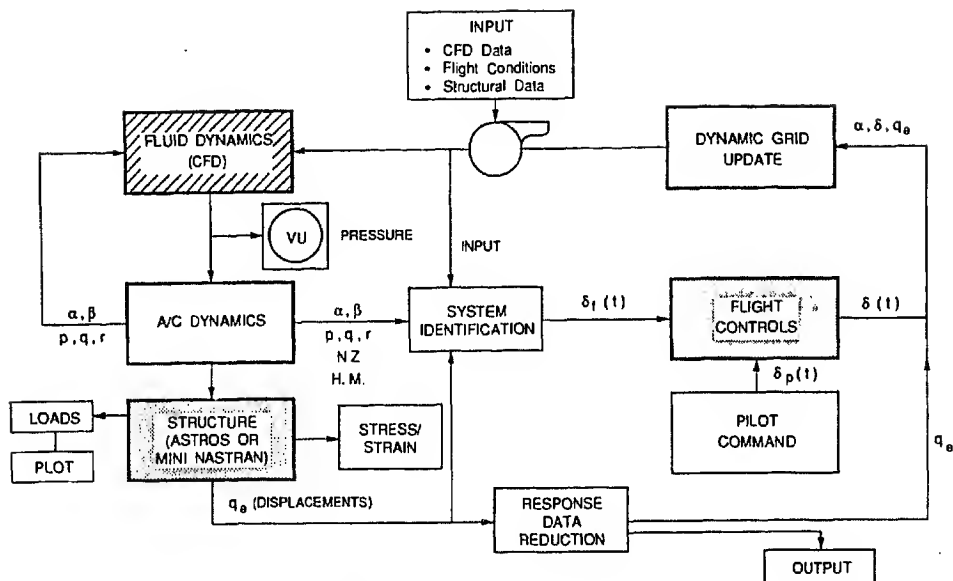 INPUT
• CFD Data
• Flight Conditions
• Structural Data
FLUID DYNAMICS
(CFD)
DYNAMIC GRID
UPDATE
α, δ, qe
VU
PRESSURE
INPUT
A/C DYNAMICS
α, β
p, q, r
α, β
p, q, r
N Z
H. M.
SYSTEM
IDENTIFICATION
δf (t)
FLIGHT
CONTROLS
δ (t)
δp (t)
PILOT
COMMAND
qe
LOADS
PLOT
STRUCTURE
(ASTROS OR
MINI NASTRAN)
STRESS/
STRAIN
qe (DISPLACEMENTS)
RESPONSE
DATA
REDUCTION
OUTPUT